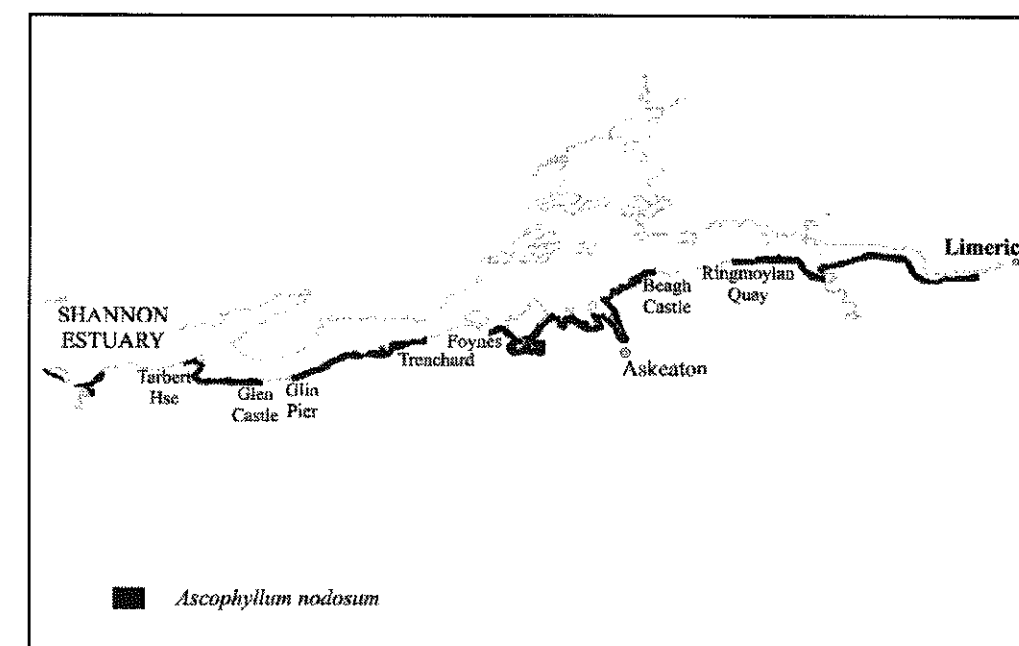 Limeric
Ringmoylan
Quay
Beagh
Castle
SHANNON
ESTUARY
Foynes
Trenchard
Askeaton
Tarbert
Hse
Glen
Castle
Glin
Pier
Ascophyllum nodosum